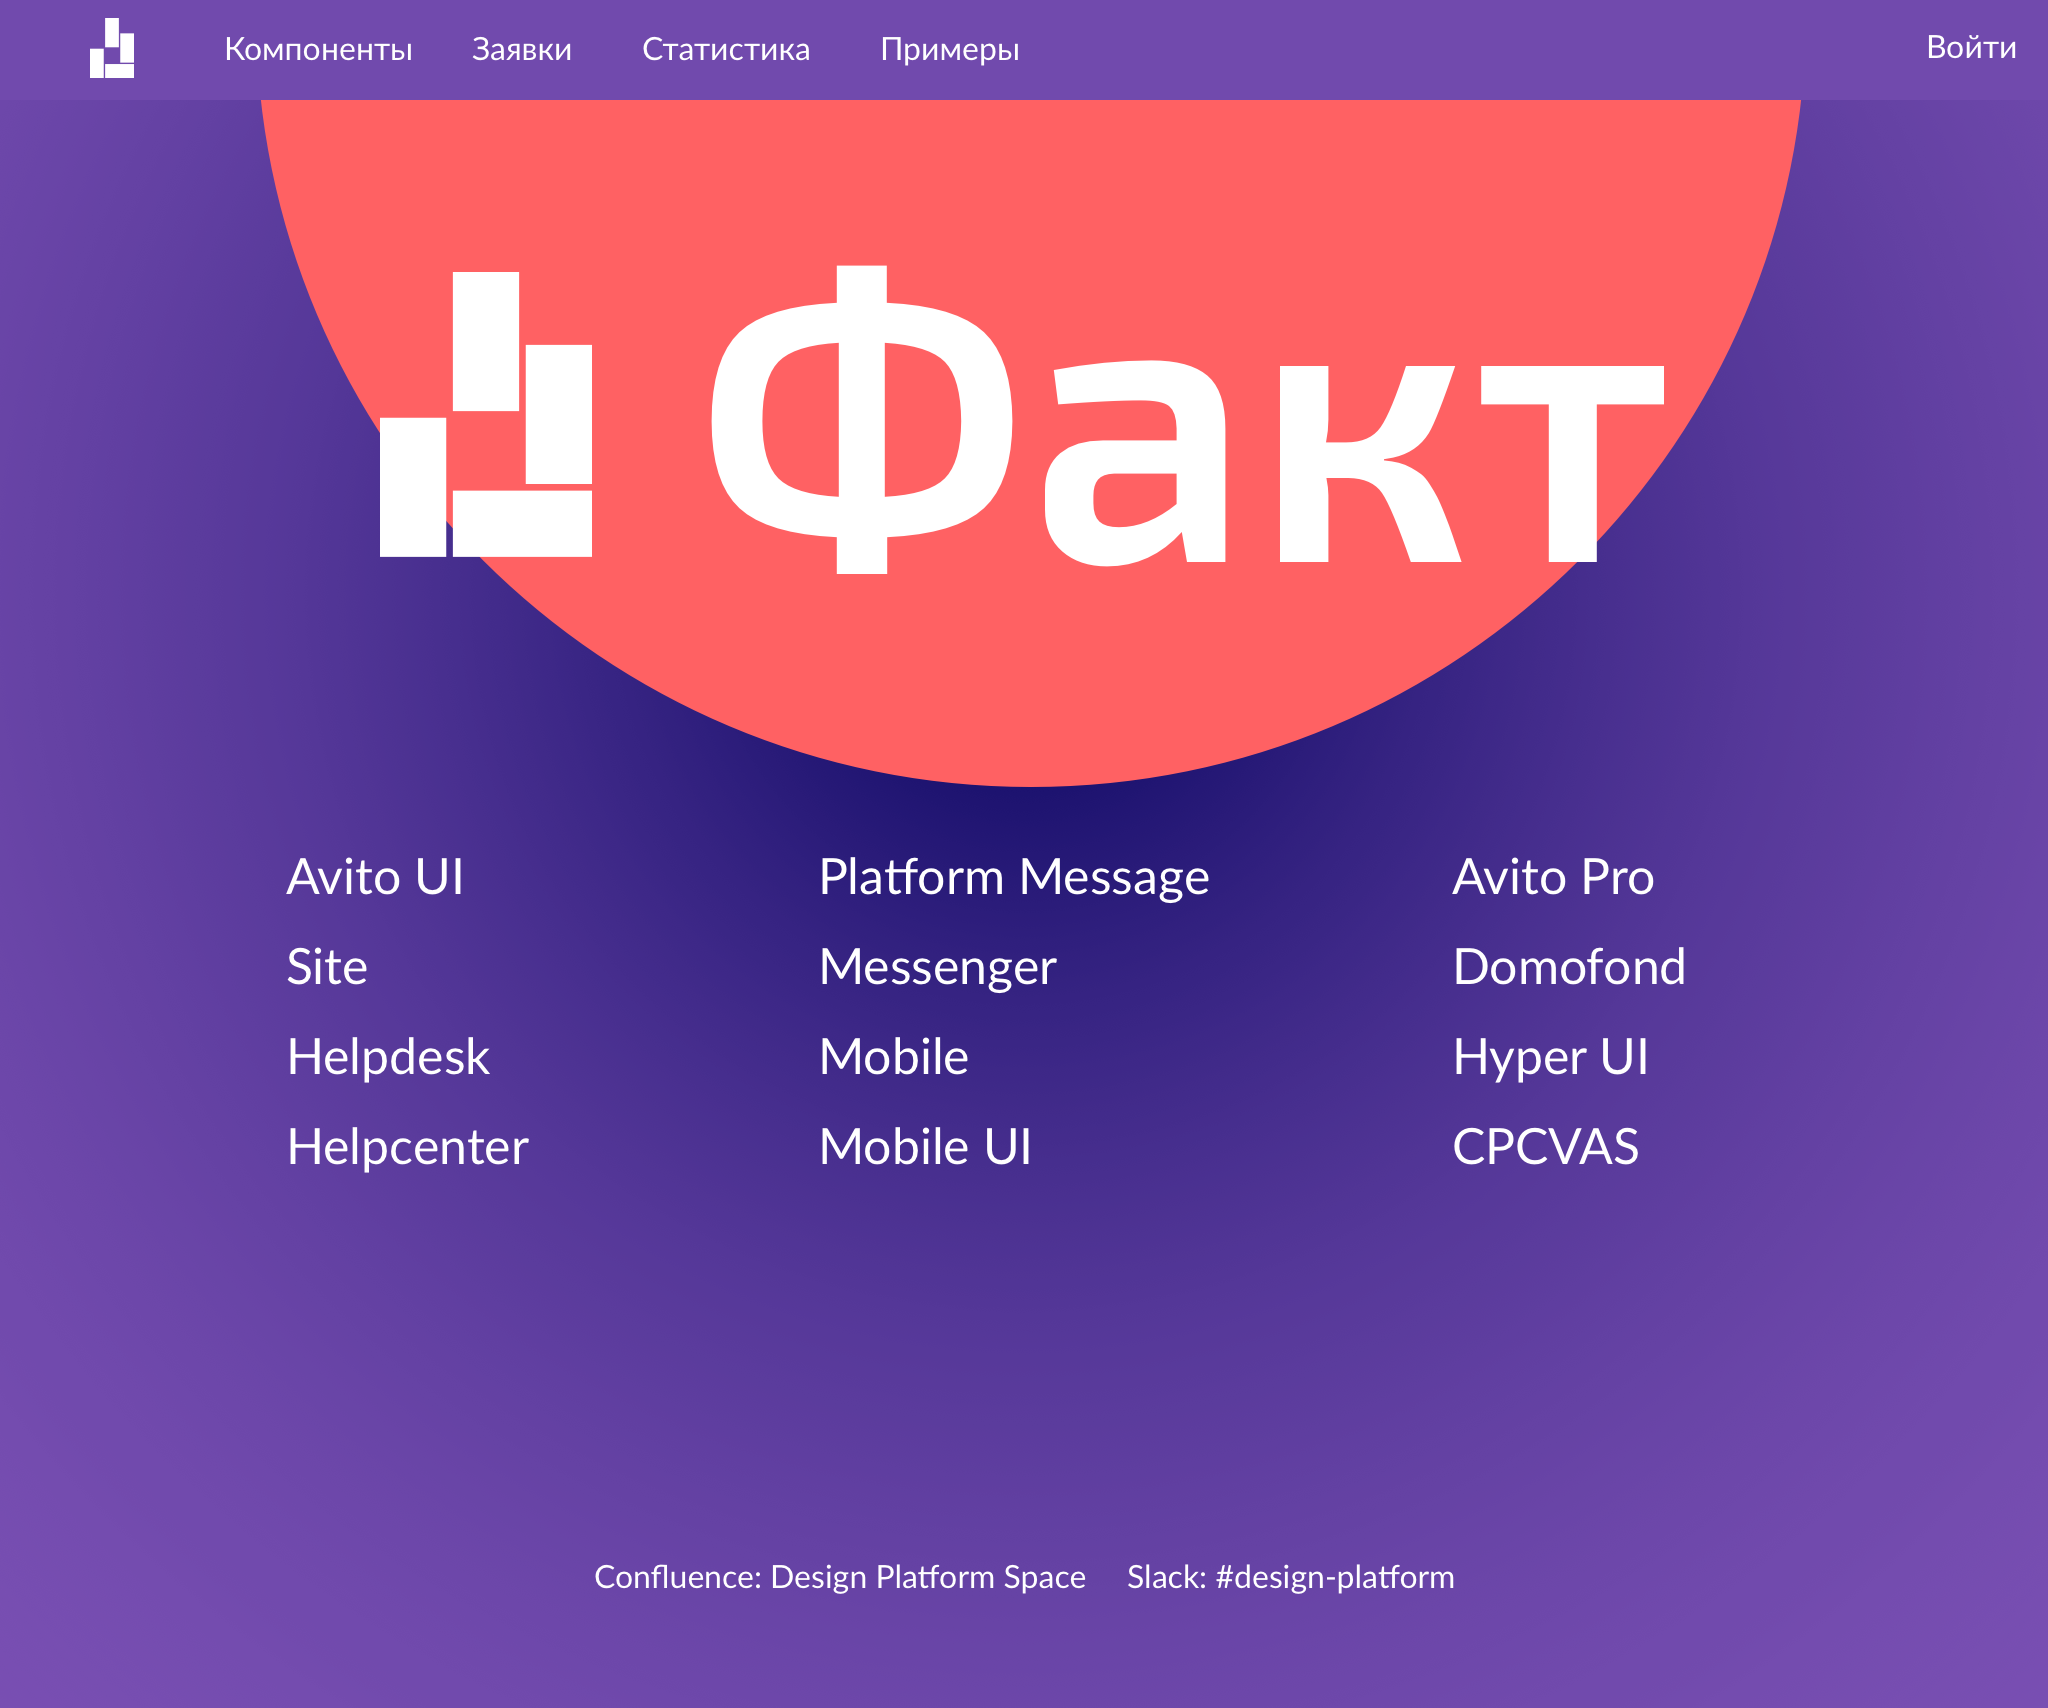 Компоненты Заявки Статистика Примеры Войти
Факт
Avito UI
Site
Helpdesk
Helpcenter
Platform Message
Messenger
Mobile
Mobile UI
Avito Pro
Domofond
Hyper UI
CPCVAS
Confluence: Design Platform Space Slack: #design-platform